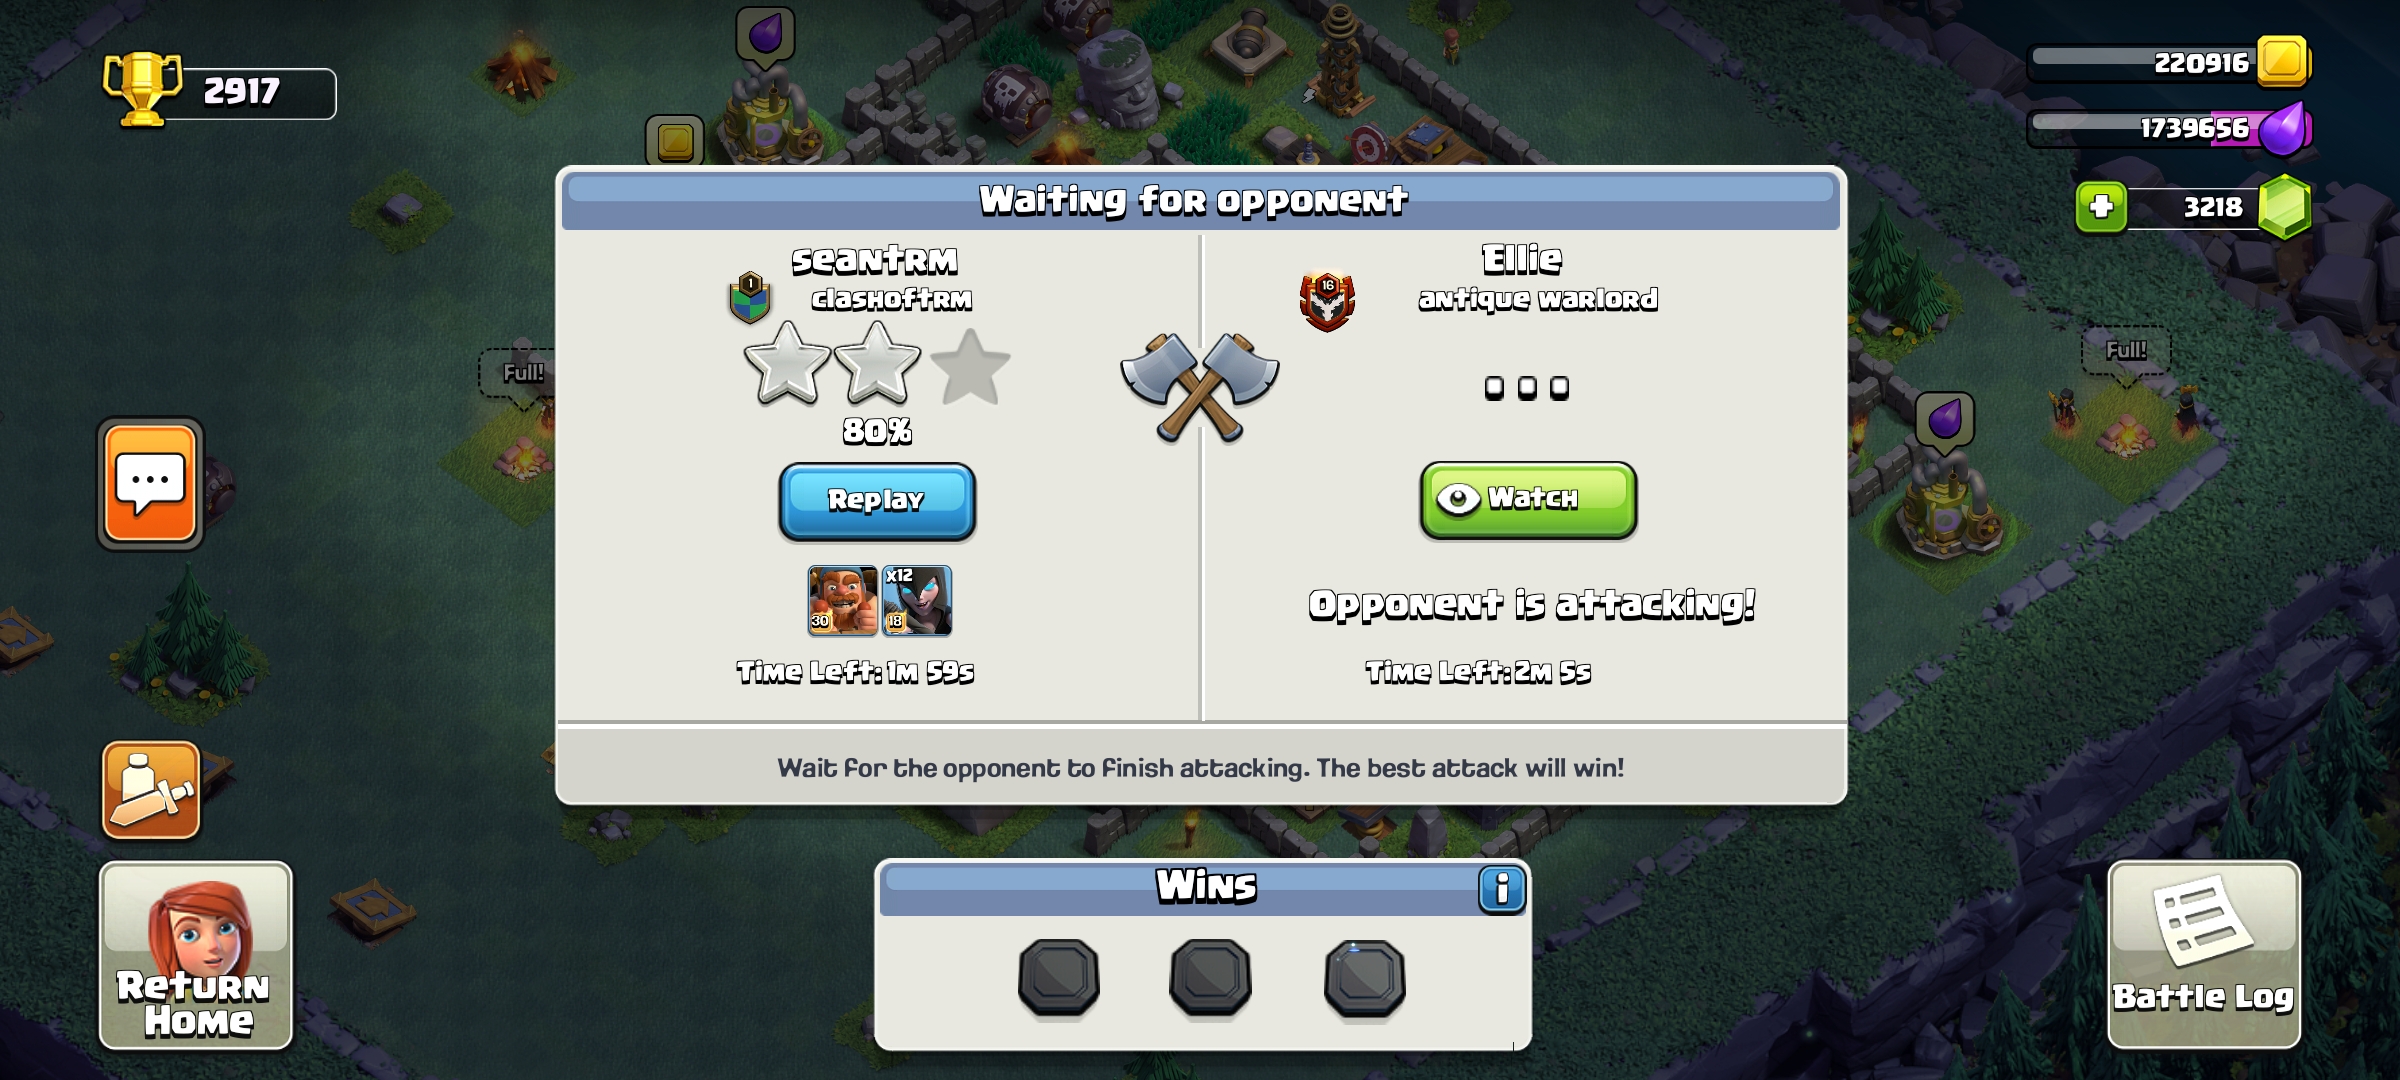 2917
220916
1739656
3218
Waiting for opponent
seantrm
1
clashoftrm
80%
Replay
30
x12
18
Time Left: 1m 59s
Ellie
16
antique warlord
Watch
Opponent is attacking!
Time Left: 2m 5s
Wait for the opponent to finish attacking. The best attack will win!
Full!
Full!
Wins
i
Return
Home
Battle Log